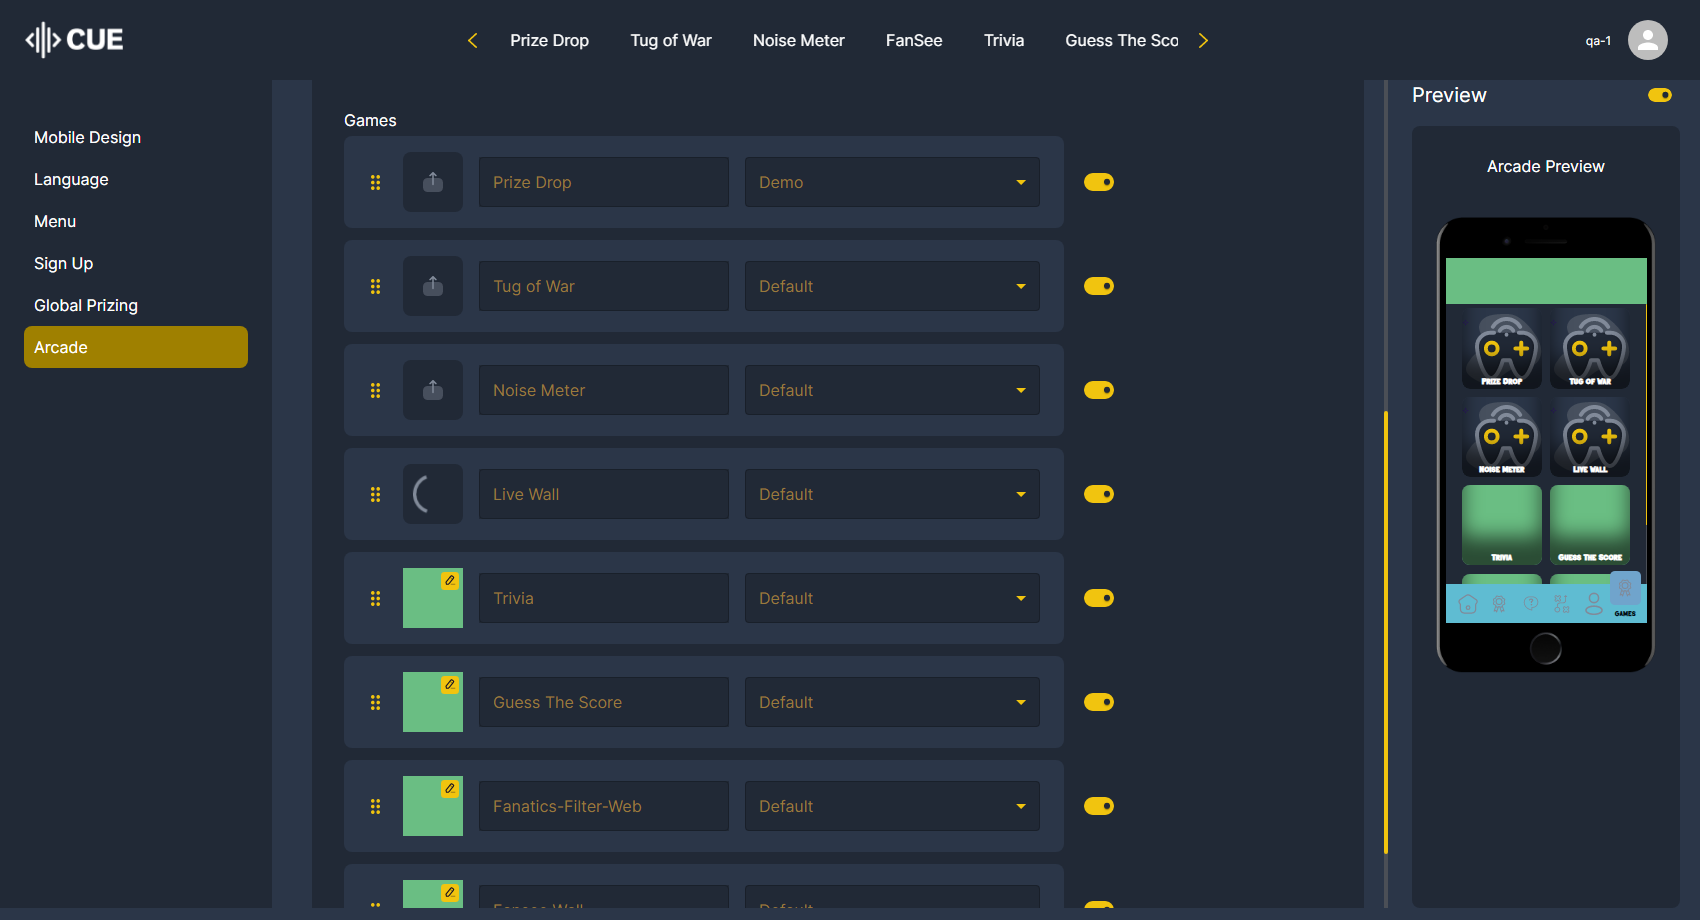 CUE
Prize Drop
Tug of War
Noise Meter
FanSee
Trivia
Guess The Sco
qa-1
Mobile Design
Language
Menu
Sign Up
Global Prizing
Arcade
Games
Prize Drop
Demo
Tug of War
Default
Noise Meter
Default
Live Wall
Default
Trivia
Default
Guess The Score
Default
Fanatics-Filter-Web
Default
Default
Preview
Arcade Preview
Prize Drop
Tug of War
Noise Meter
Live Wall
Trivia
Guess The Score
Games